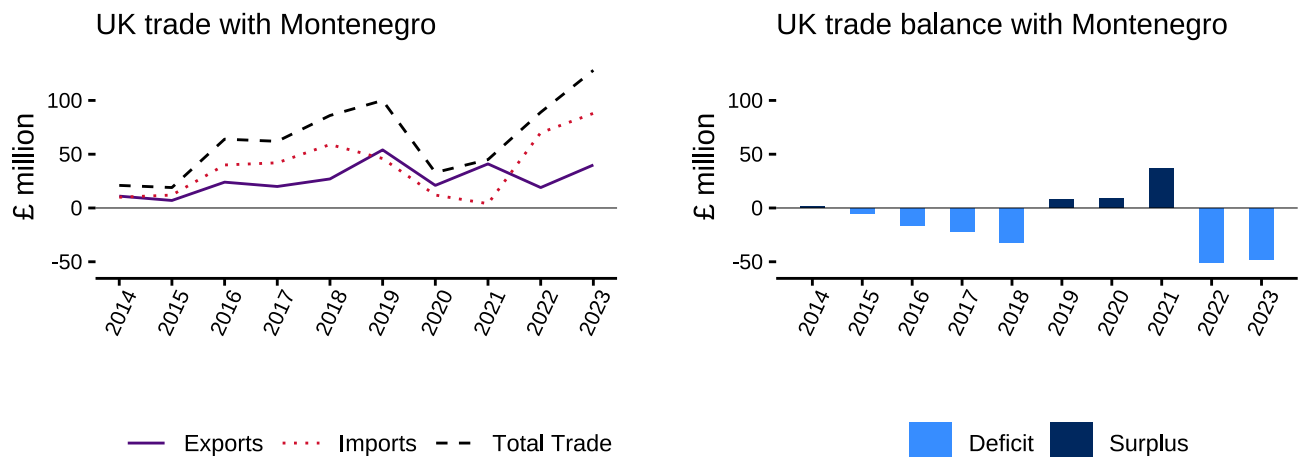 UK trade with Montenegro
£ million
100
50
0
-50
2014 2015 2016 2017 2018 2019 2020 2021 2022 2023
Exports Imports Total Trade
UK trade balance with Montenegro
£ million
100
50
0
-50
2014 2015 2016 2017 2018 2019 2020 2021 2022 2023
Deficit Surplus